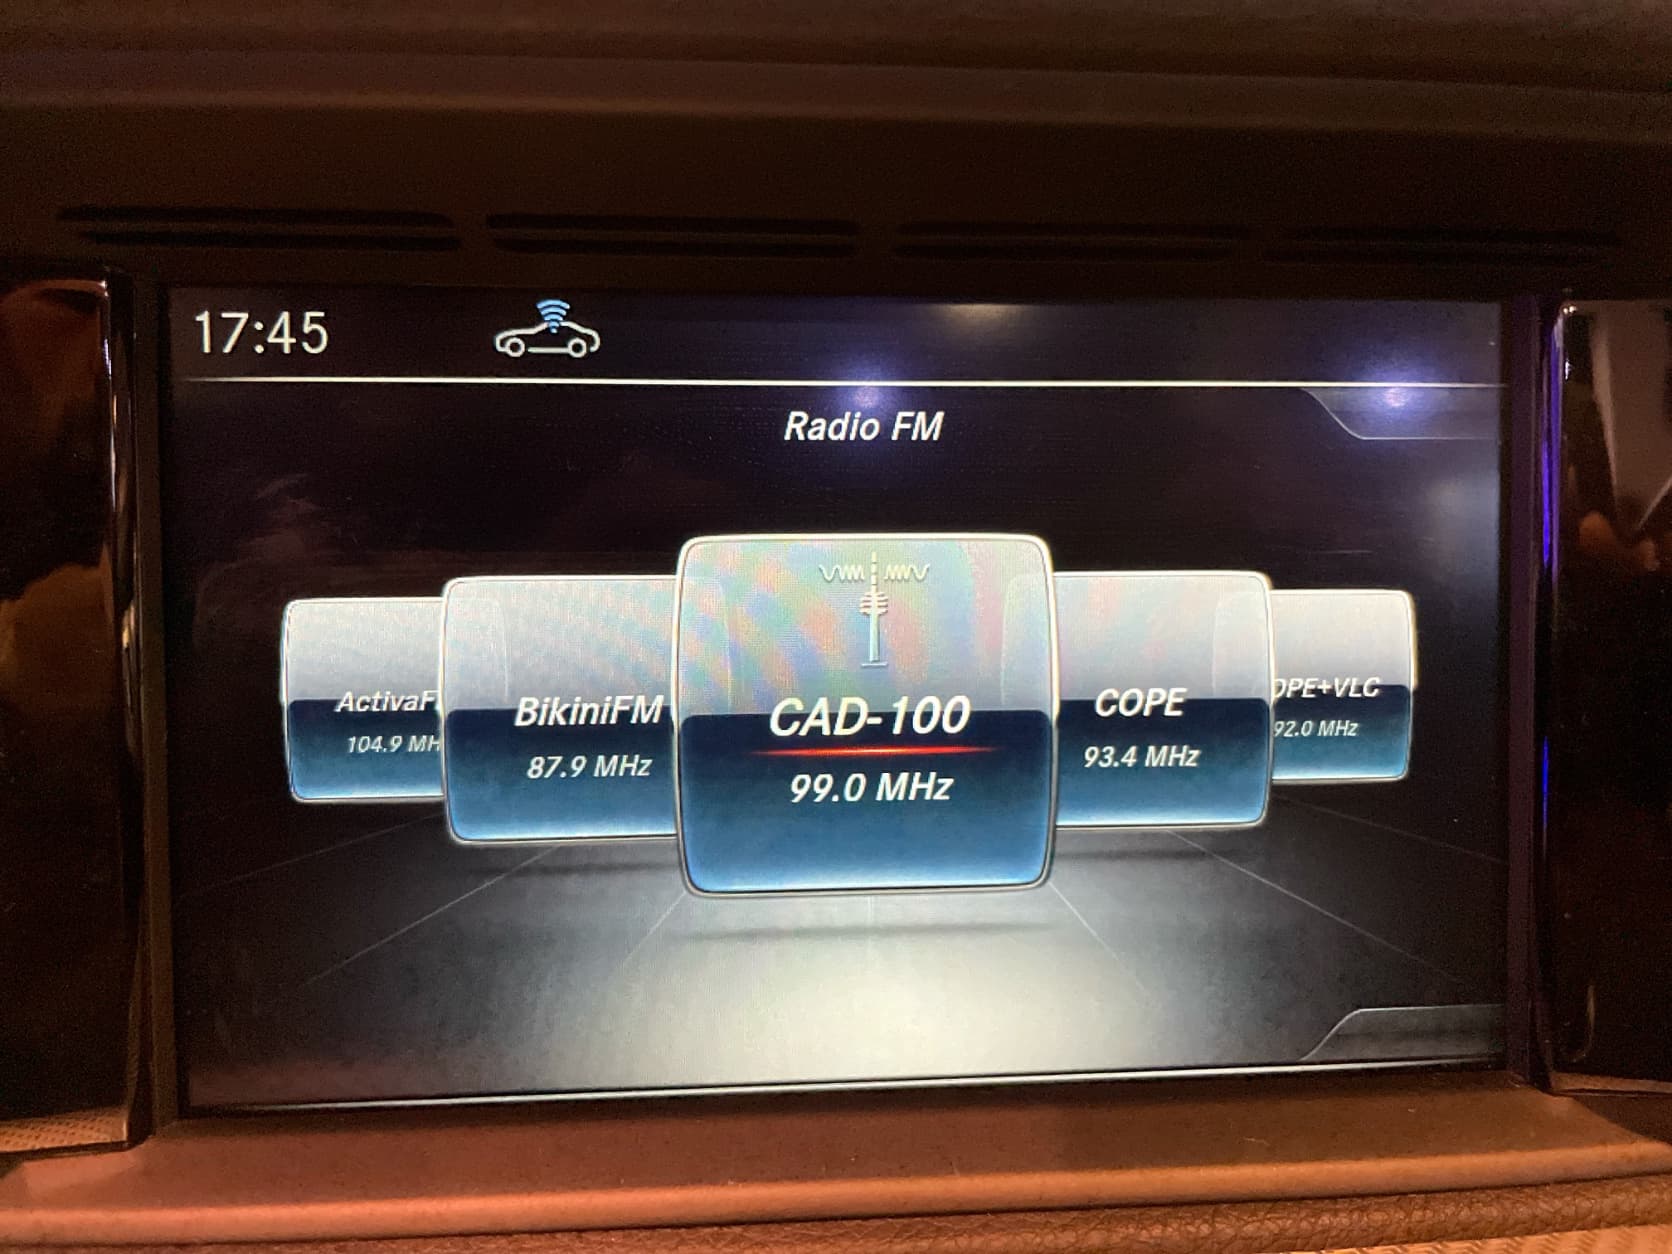 17:45
Radio FM
ActivaF
104.9 MH
BikiniFM
87.9 MHz
CAD-100
99.0 MHz
COPE
93.4 MHz
OPE+VLC
92.0 MHz